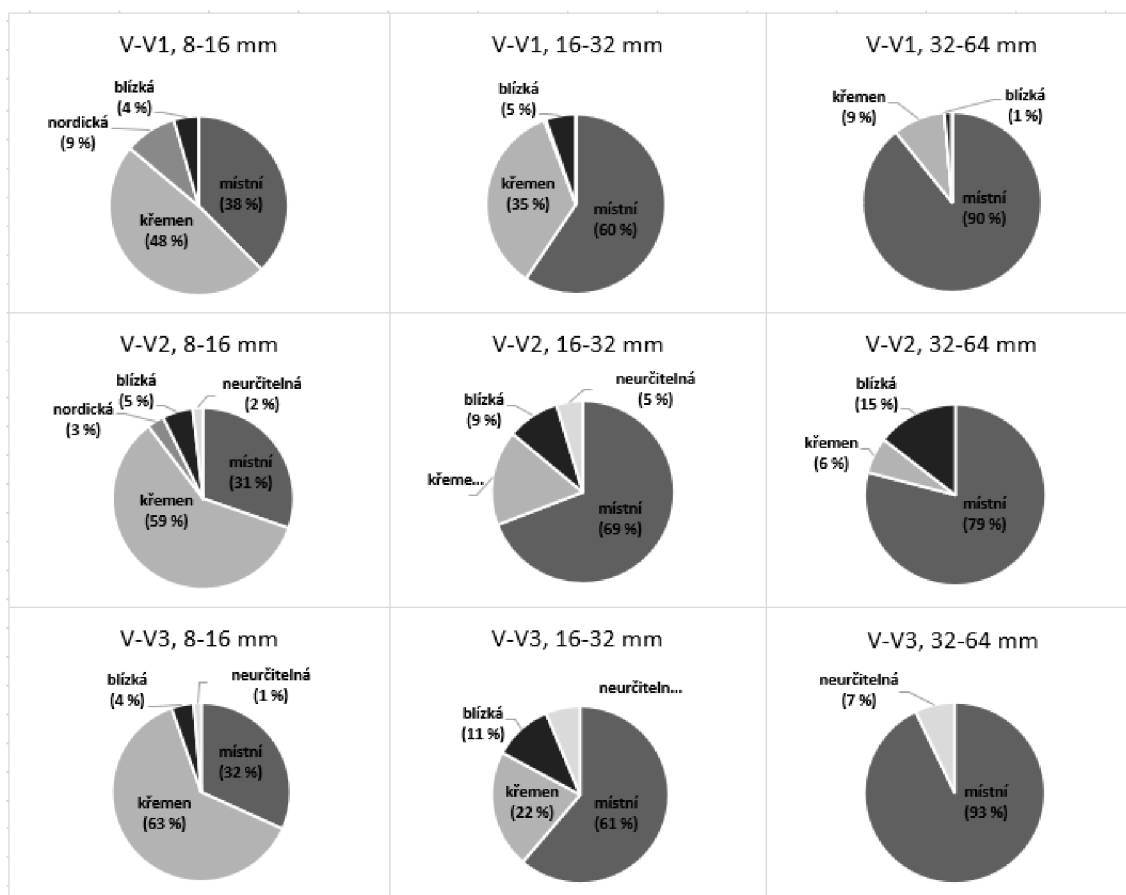 V-V1, 8-16 mm
blízká
(4 %)
nordická
(9 %)
místní
(38 %)
křemen
(48 %)
V-V1, 16-32 mm
blízká
(5 %)
křemen
(35 %)
místní
(60 %)
V-V1, 32-64 mm
křemen
(9 %)
blízká
(1 %)
místní
(90 %)
V-V2, 8-16 mm
blízká
(5 %)
neurčitelná
(2 %)
nordická
(3 %)
místní
(31 %)
křemen
(59 %)
V-V2, 16-32 mm
neurčitelná
(5 %)
blízká
(9 %)
křeme...
místní
(69 %)
V-V2, 32-64 mm
blízká
(15 %)
křemen
(6 %)
místní
(79 %)
V-V3, 8-16 mm
blízká
(4 %)
neurčitelná
(1 %)
místní
(32 %)
křemen
(63 %)
V-V3, 16-32 mm
neurčiteln...
blízká
(11 %)
křemen
(22 %)
místní
(61 %)
V-V3, 32-64 mm
neurčitelná
(7 %)
místní
(93 %)